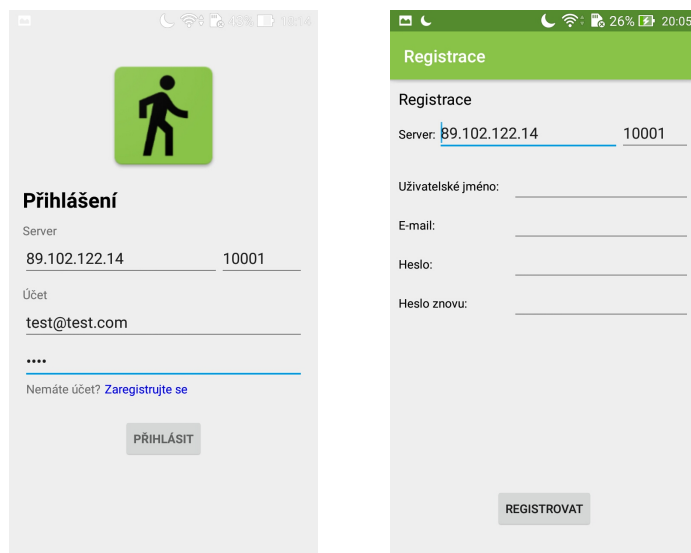 Přihlášení
Server
89.102.122.14 10001
Účet
test@test.com
••••
Nemáte účet? Zaregistrujte se
PŘIHLÁSIT
26% 20:05
Registrace
Registrace
Server: 89.102.122.14 10001
Uživatelské jméno:
E-mail:
Heslo:
Heslo znovu:
REGISTROVAT